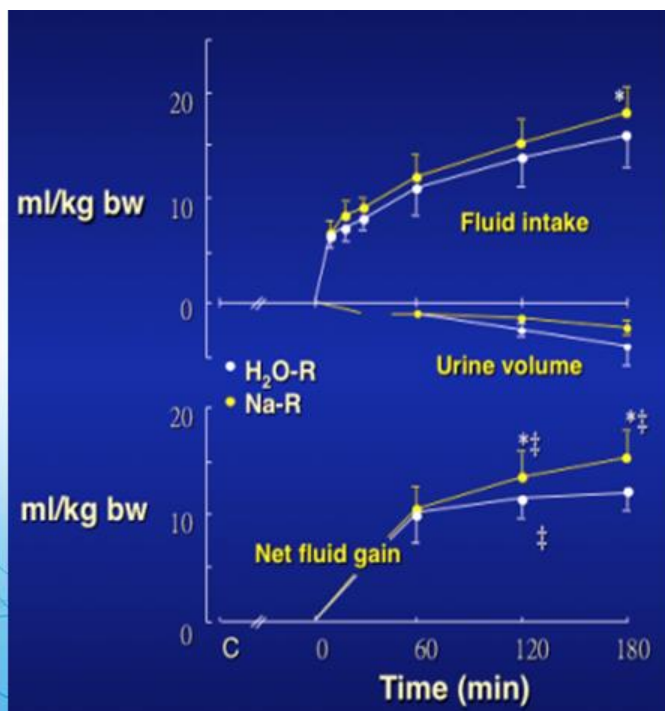 20
*
ml/kg bw
10
Fluid intake
0
Urine volume
H₂O-R
Na-R
20
*‡
‡
*‡
‡
ml/kg bw
10
‡
‡
Net fluid gain
0
C
0
60
120
180
Time (min)